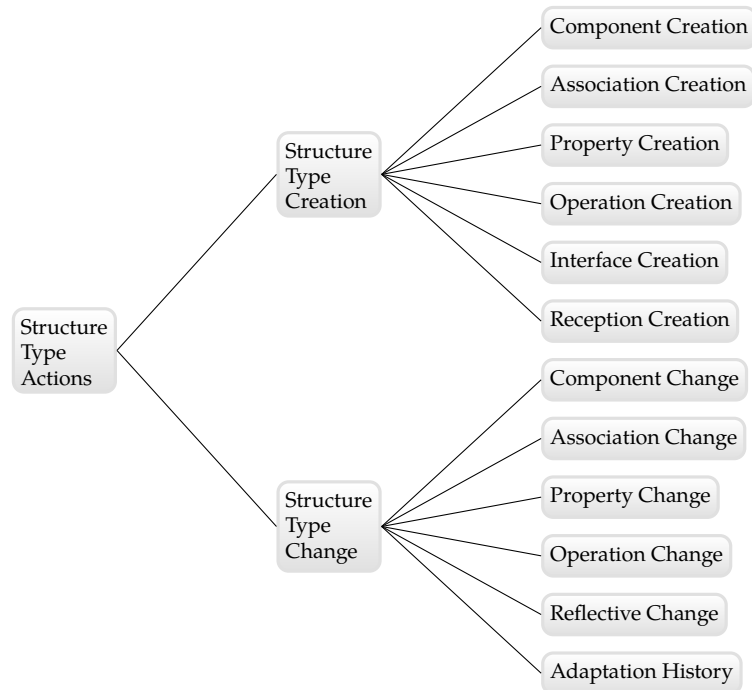 Structure
Type
Actions
Structure
Type
Creation
Component Creation
Association Creation
Property Creation
Operation Creation
Interface Creation
Reception Creation
Structure
Type
Change
Component Change
Association Change
Property Change
Operation Change
Reflective Change
Adaptation History